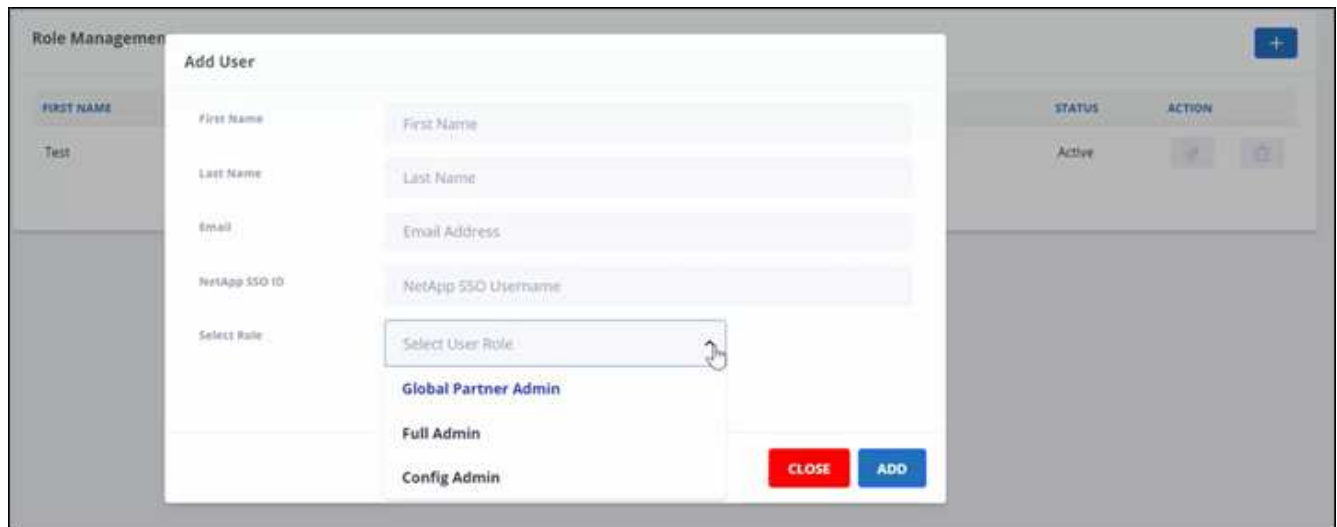 Role Managemen
+
Add User
FIRST NAME
STATUS
ACTION
First Name
First Name
Test
Active
Last Name
Last Name
Email
Email Address
NetApp SSO ID
NetApp SSO Username
Select Role
Select User Role
Global Partner Admin
Full Admin
Config Admin
CLOSE
ADD